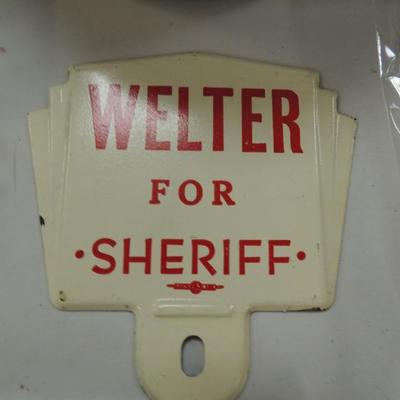 WELTER
FOR
· SHERIFF ·